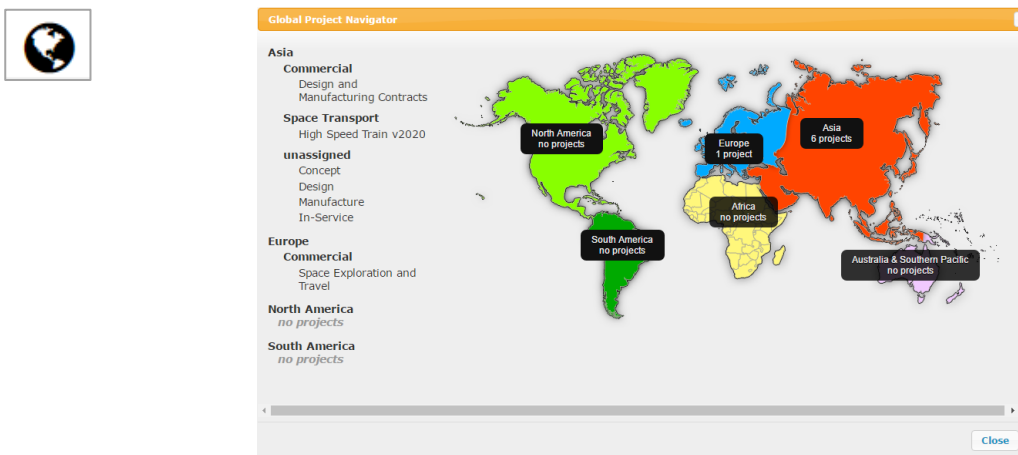 Global Project Navigator
Asia
Commercial
Design and
Manufacturing Contracts
Space Transport
High Speed Train v2020
unassigned
Concept
Design
Manufacture
In-Service
Europe
Commercial
Space Exploration and
Travel
North America
no projects
South America
no projects
North America
no projects
Europe
1 project
Asia
6 projects
Africa
no projects
South America
no projects
Australia & Southern Pacific
no projects
Close